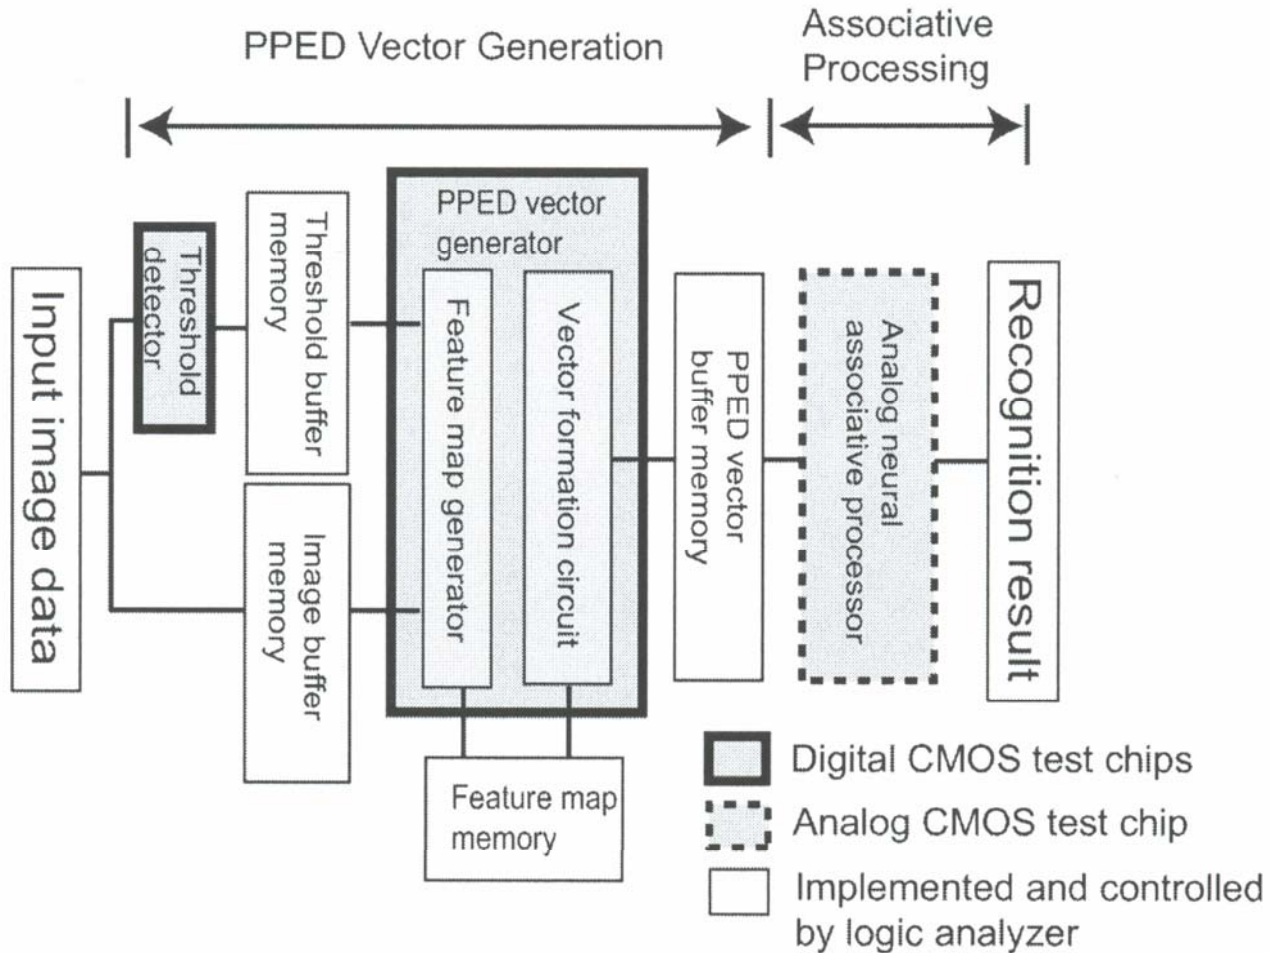 PPED Vector Generation
Associative
Processing
Input image data
Threshold
detector
Threshold buffer
memory
Image buffer
memory
PPED vector
generator
Feature map generator
Vector formation circuit
Feature map
memory
PPED vector
buffer memory
Analog neural
associative processor
Recognition result
Digital CMOS test chips
Analog CMOS test chip
Implemented and controlled
by logic analyzer